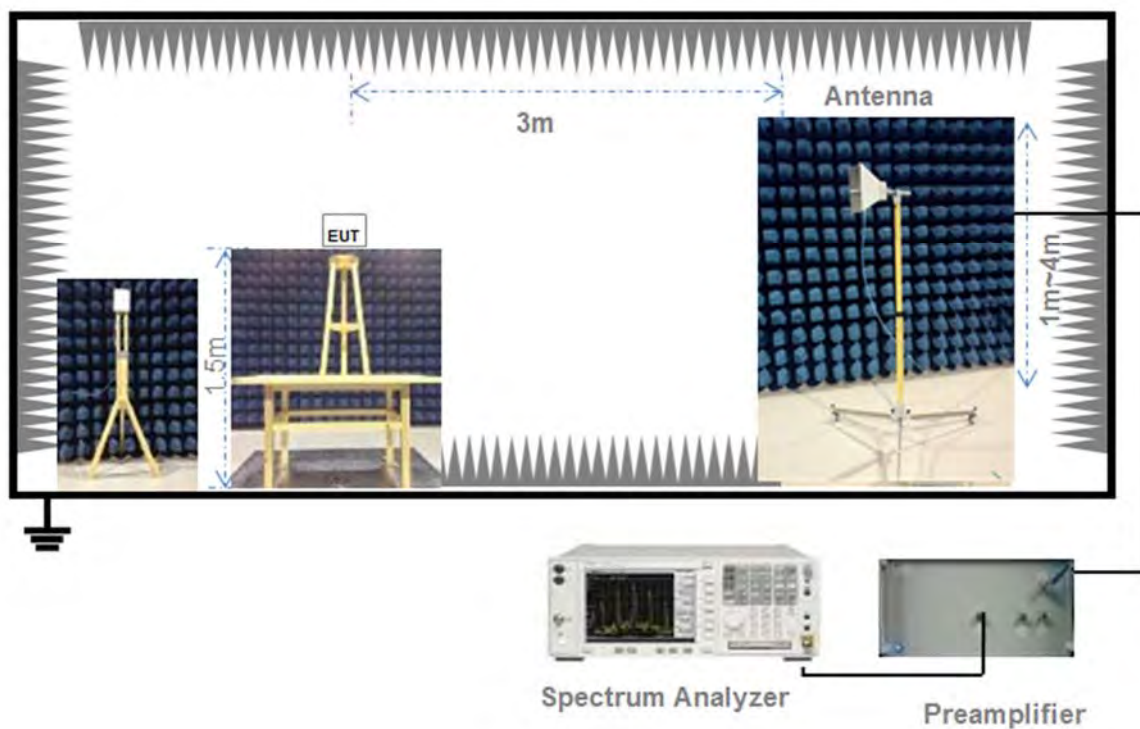 Antenna
3m
EUT
1.5m
1m~4m
Spectrum Analyzer
Preamplifier